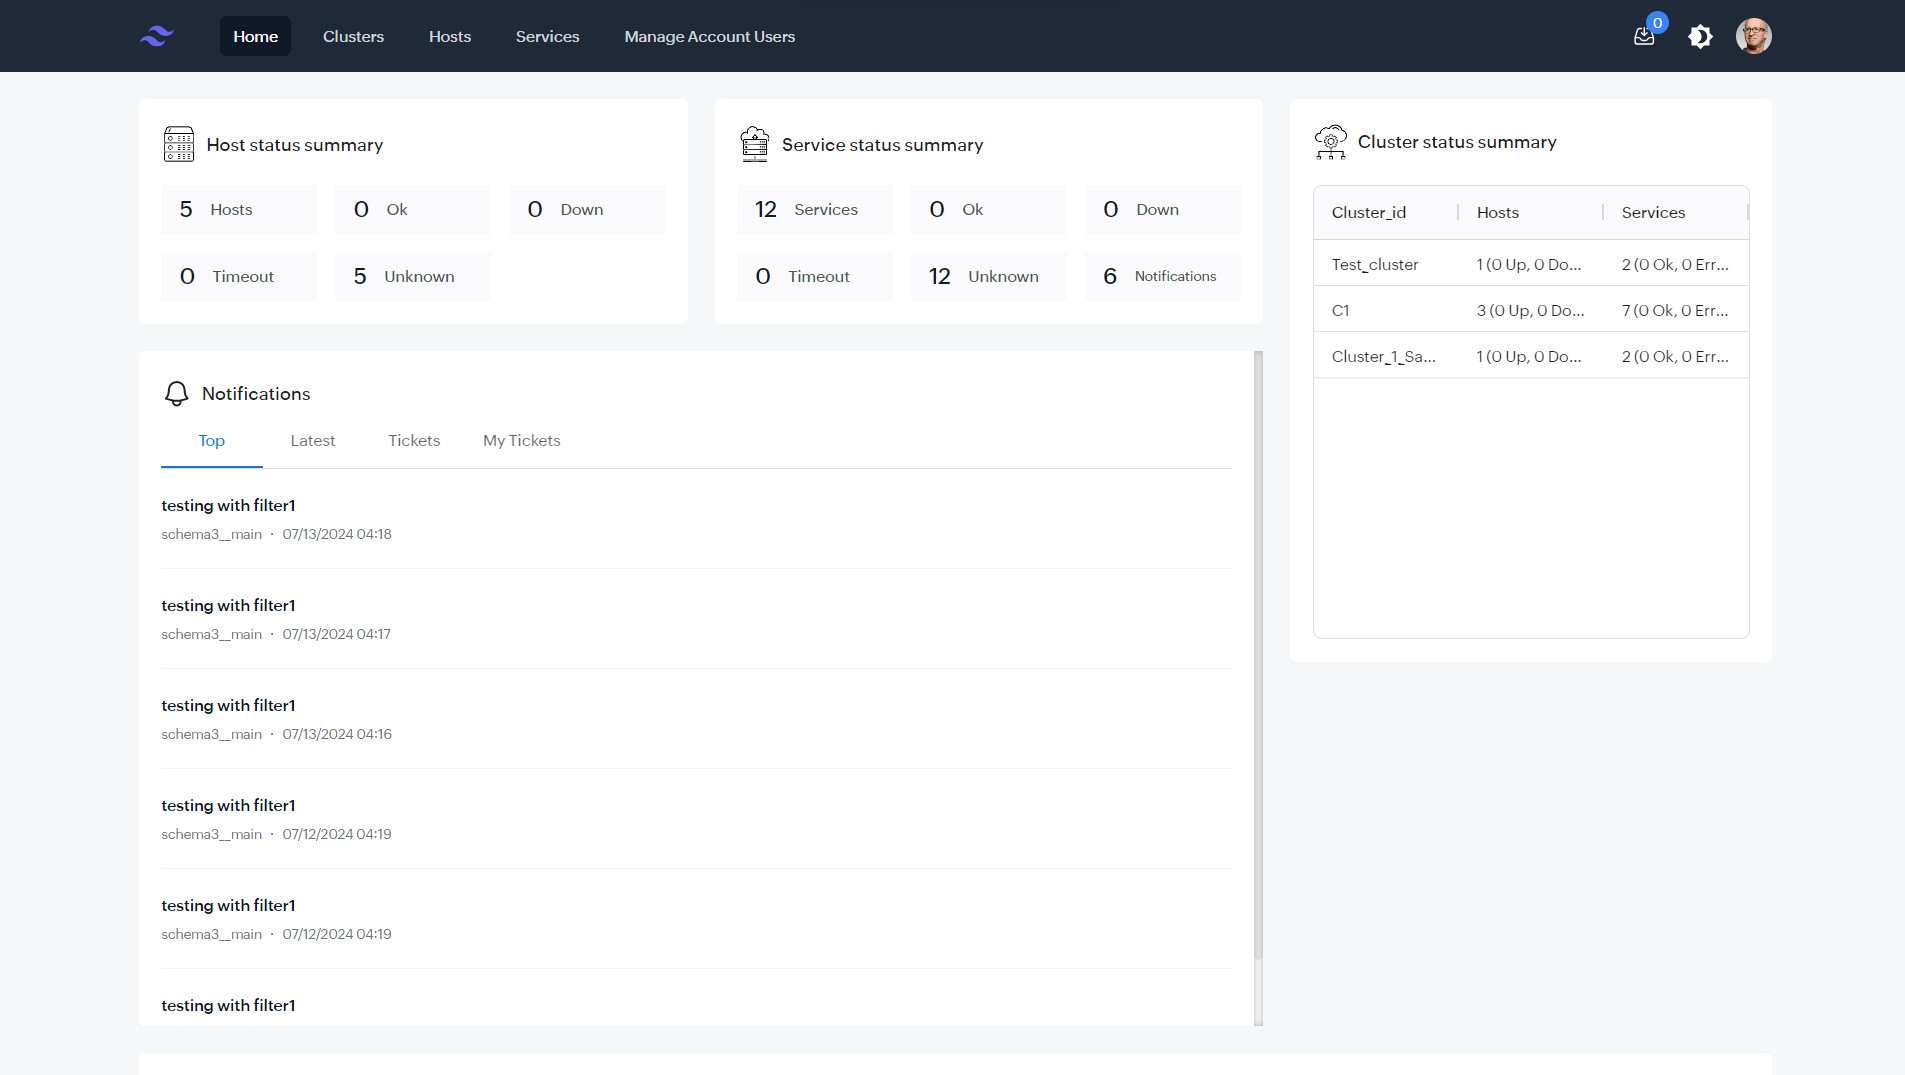 Home Clusters Hosts Services Manage Account Users 0
Host status summary
5 Hosts 0 Ok 0 Down
0 Timeout 5 Unknown
Service status summary
12 Services 0 Ok 0 Down
0 Timeout 12 Unknown 6 Notifications
Cluster status summary
Cluster_id Hosts Services
Test_cluster 1 (0 Up, 0 Do... 2 (0 Ok, 0 Err...
C1 3 (0 Up, 0 Do... 7 (0 Ok, 0 Err...
Cluster_1_Sa... 1 (0 Up, 0 Do... 2 (0 Ok, 0 Err...
Notifications
Top Latest Tickets My Tickets
testing with filter1
schema3__main · 07/13/2024 04:18
testing with filter1
schema3__main · 07/13/2024 04:17
testing with filter1
schema3__main · 07/13/2024 04:16
testing with filter1
schema3__main · 07/12/2024 04:19
testing with filter1
schema3__main · 07/12/2024 04:19
testing with filter1